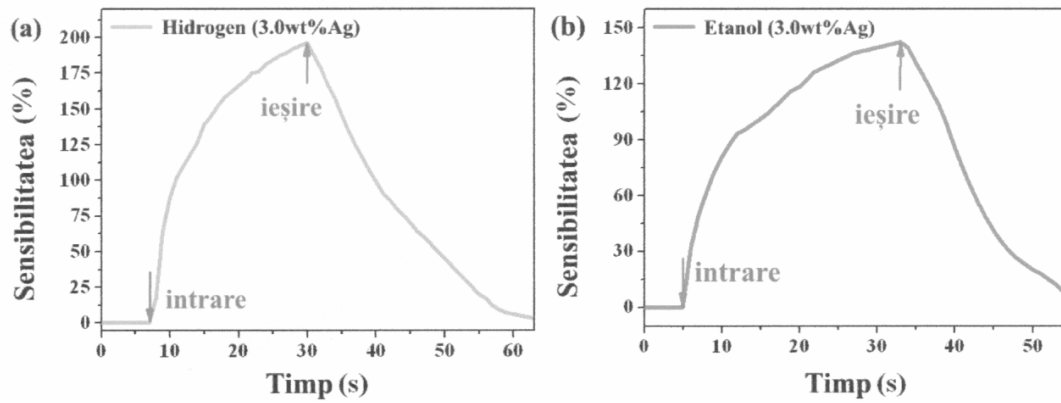 (a)
Hidrogen (3.0wt%Ag)
200
175
150
125
100
75
50
25
0
Sensibilitatea (%)
ieșire
intrare
0 10 20 30 40 50 60
Timp (s)
(b)
Etanol (3.0wt%Ag)
150
120
90
60
30
0
Sensibilitatea (%)
ieșire
intrare
0 10 20 30 40 50
Timp (s)